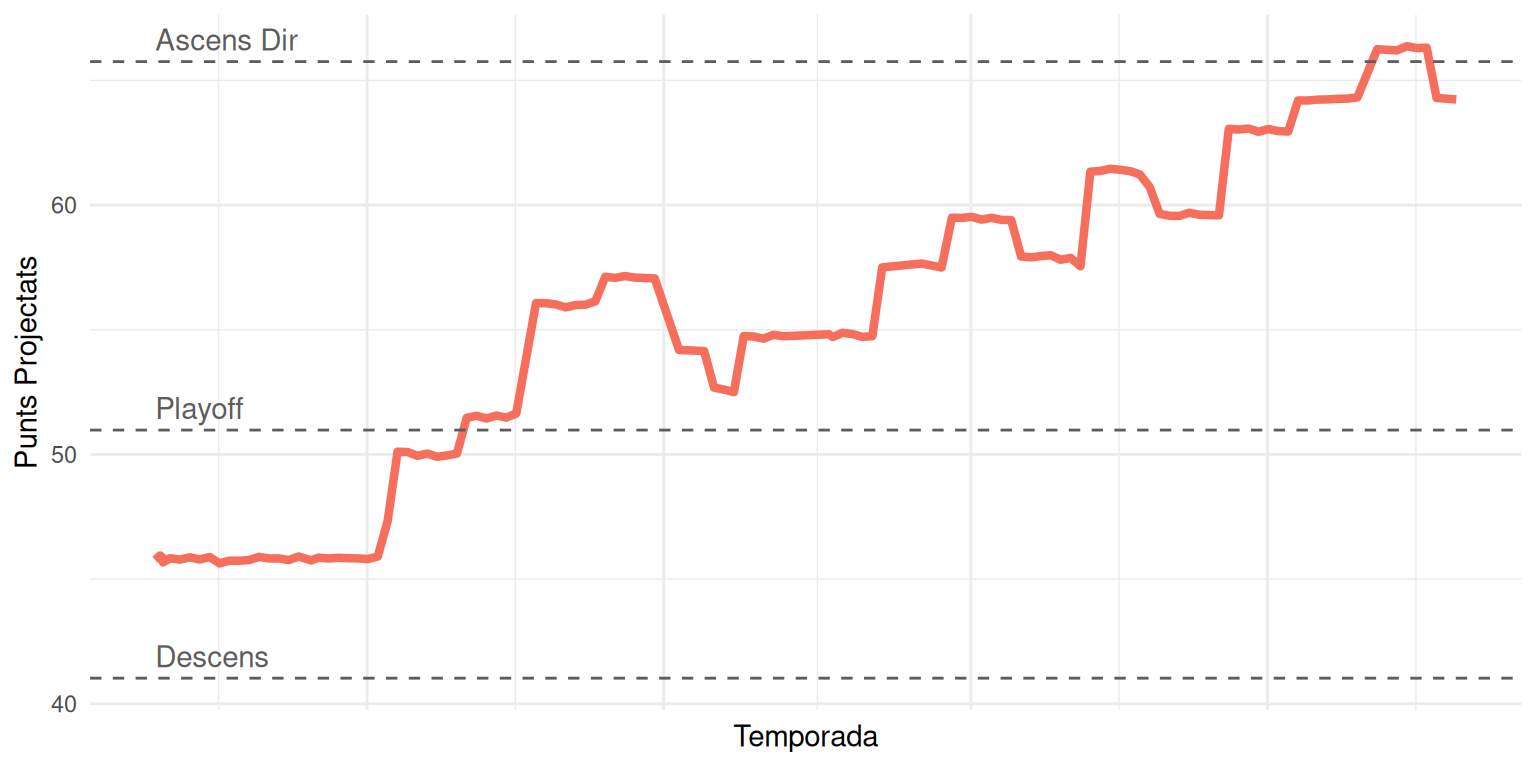 Ascens Dir
60
Punts Projectats
Playoff
50
Descens
40
Temporada